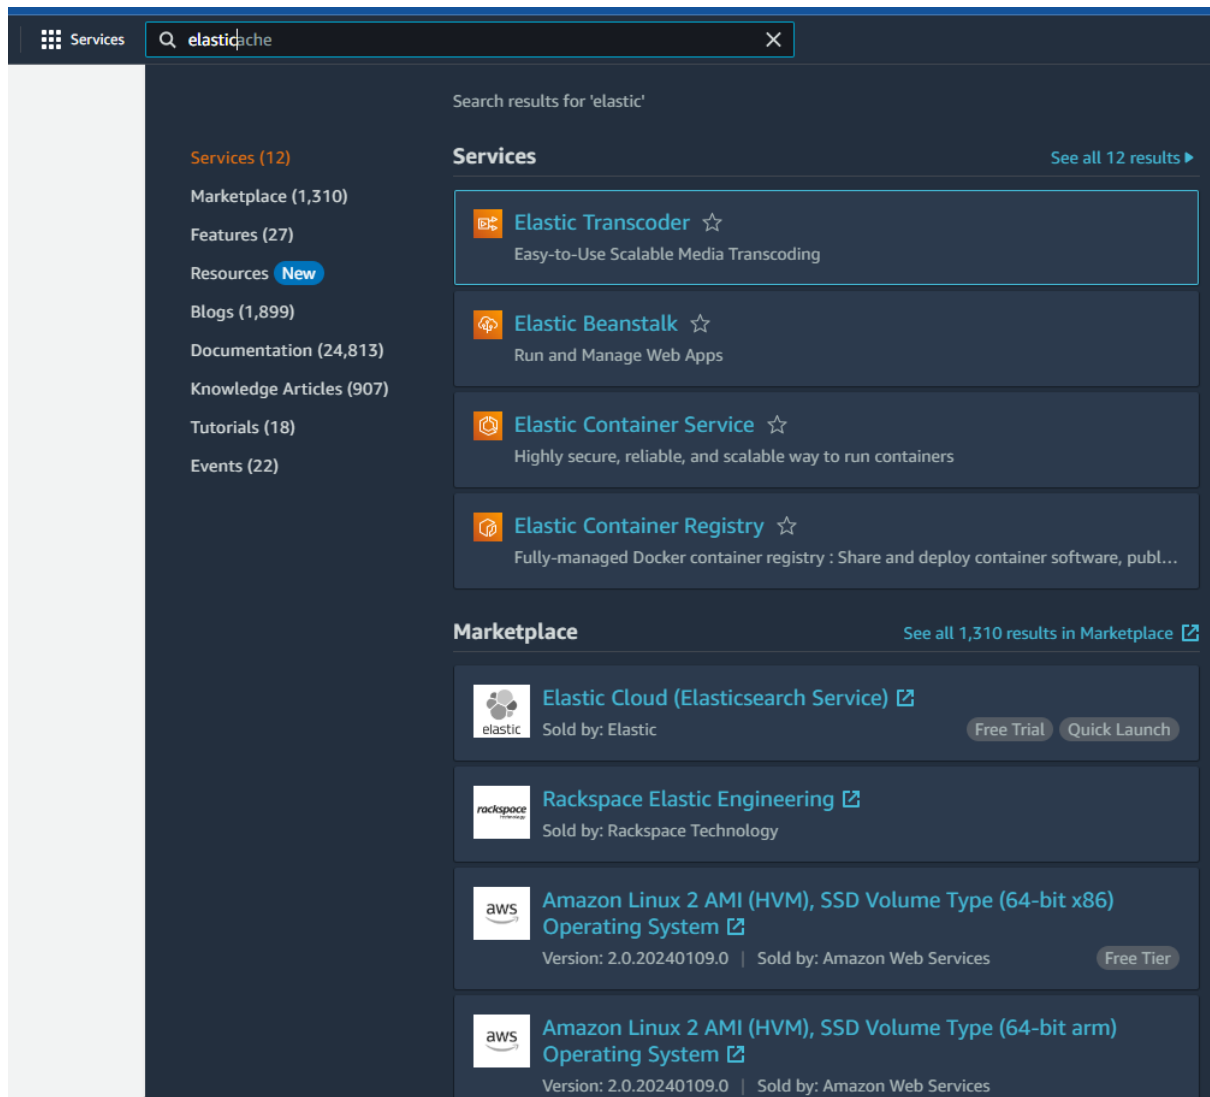 Services
elasticache
Search results for 'elastic'
Services (12)
Marketplace (1,310)
Features (27)
Resources New
Blogs (1,899)
Documentation (24,813)
Knowledge Articles (907)
Tutorials (18)
Events (22)
Services
See all 12 results
Elastic Transcoder
Easy-to-Use Scalable Media Transcoding
Elastic Beanstalk
Run and Manage Web Apps
Elastic Container Service
Highly secure, reliable, and scalable way to run containers
Elastic Container Registry
Fully-managed Docker container registry : Share and deploy container software, publ...
Marketplace
See all 1,310 results in Marketplace
elastic
Elastic Cloud (Elasticsearch Service)
Sold by: Elastic
Free Trial
Quick Launch
rackspace
technology
Rackspace Elastic Engineering
Sold by: Rackspace Technology
aws
Amazon Linux 2 AMI (HVM), SSD Volume Type (64-bit x86)
Operating System
Version: 2.0.20240109.0 | Sold by: Amazon Web Services
Free Tier
aws
Amazon Linux 2 AMI (HVM), SSD Volume Type (64-bit arm)
Operating System
Version: 2.0.20240109.0 | Sold by: Amazon Web Services